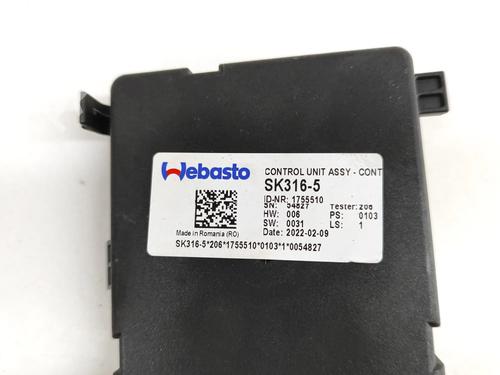 Webasto
CONTROL UNIT ASSY - CONT
SK316-5
ID-NR: 1755510
SN: 54827 Tester: 206
HW: 006 PS: 0103
SW: 0031 LS: 1
Made in Romania (RO) Date: 2022-02-09
SK316-5*206*1755510*0103*1*0054827